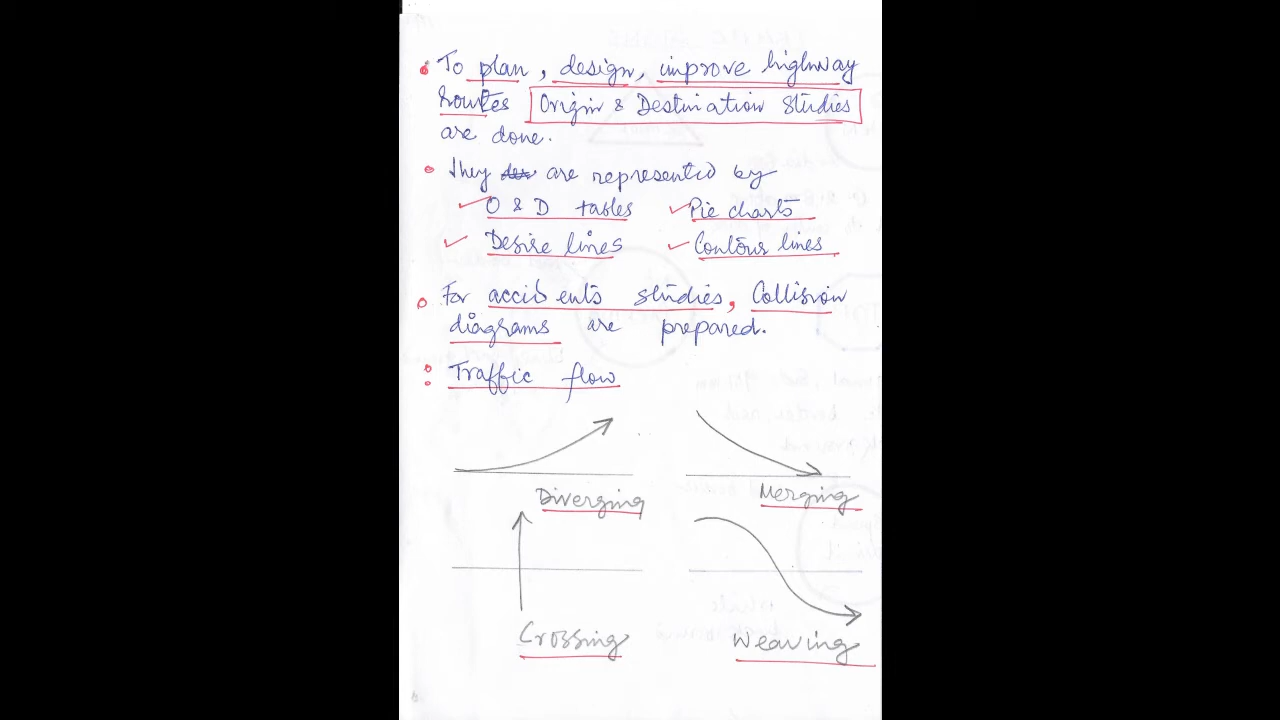 To plan, design, improve highway
routes Origin & Destination Studies
are done.
They are represented by
O & D tables Pie charts
Desire lines Contour lines
For accidents studies, Collision
diagrams are prepared.
Traffic flow
Diverging Merging
Crossing Weaving